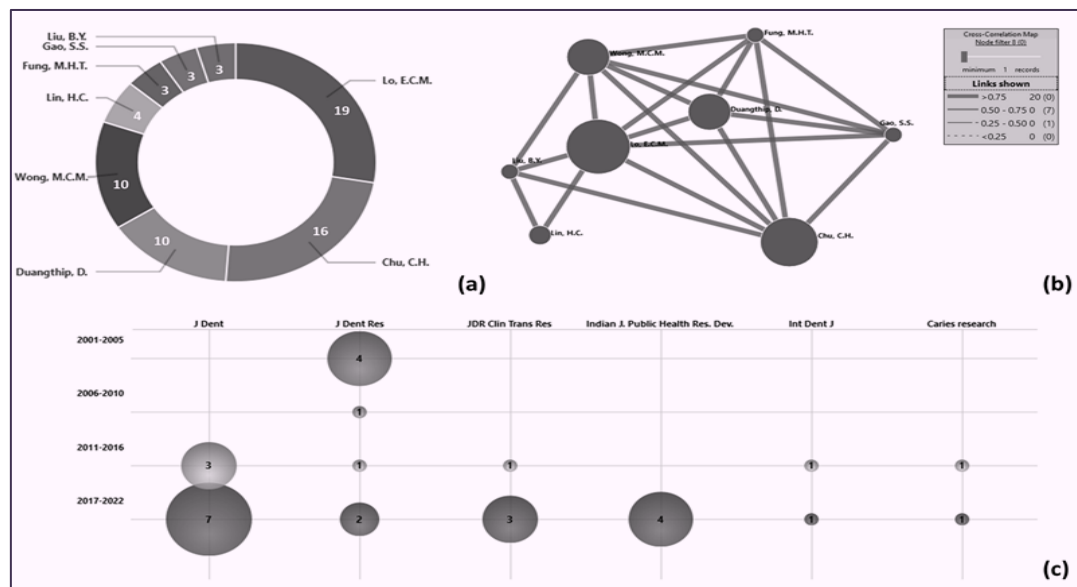 Liu, B.Y.
Gao, S.S.
Fung, M.H.T.
Lin, H.C.
Wong, M.C.M.
Duangthip, D.
Lo, E.C.M.
Chu, C.H.
3
3
3
4
10
10
16
19
(a)
Fung, M.H.T.
Wong, M.C.M.
Duangthip, D.
Gao, S.S.
Lo, E.C.M.
Liu, B.Y.
Lin, H.C.
Chu, C.H.
Cross-Correlation Map
Node filter 8 (0)
minimum 1 records
Links shown
>0.75 20 (0)
0.50 - 0.75 0 (7)
0.25 - 0.50 0 (1)
<0.25 0 (0)
(b)
J Dent J Dent Res JDR Clin Trans Res Indian J. Public Health Res. Dev. Int Dent J Caries research
2001-2005
4
2006-2010
1
2011-2016
3 1 1 1 1
2017-2022
7 2 3 4 1 1
(c)